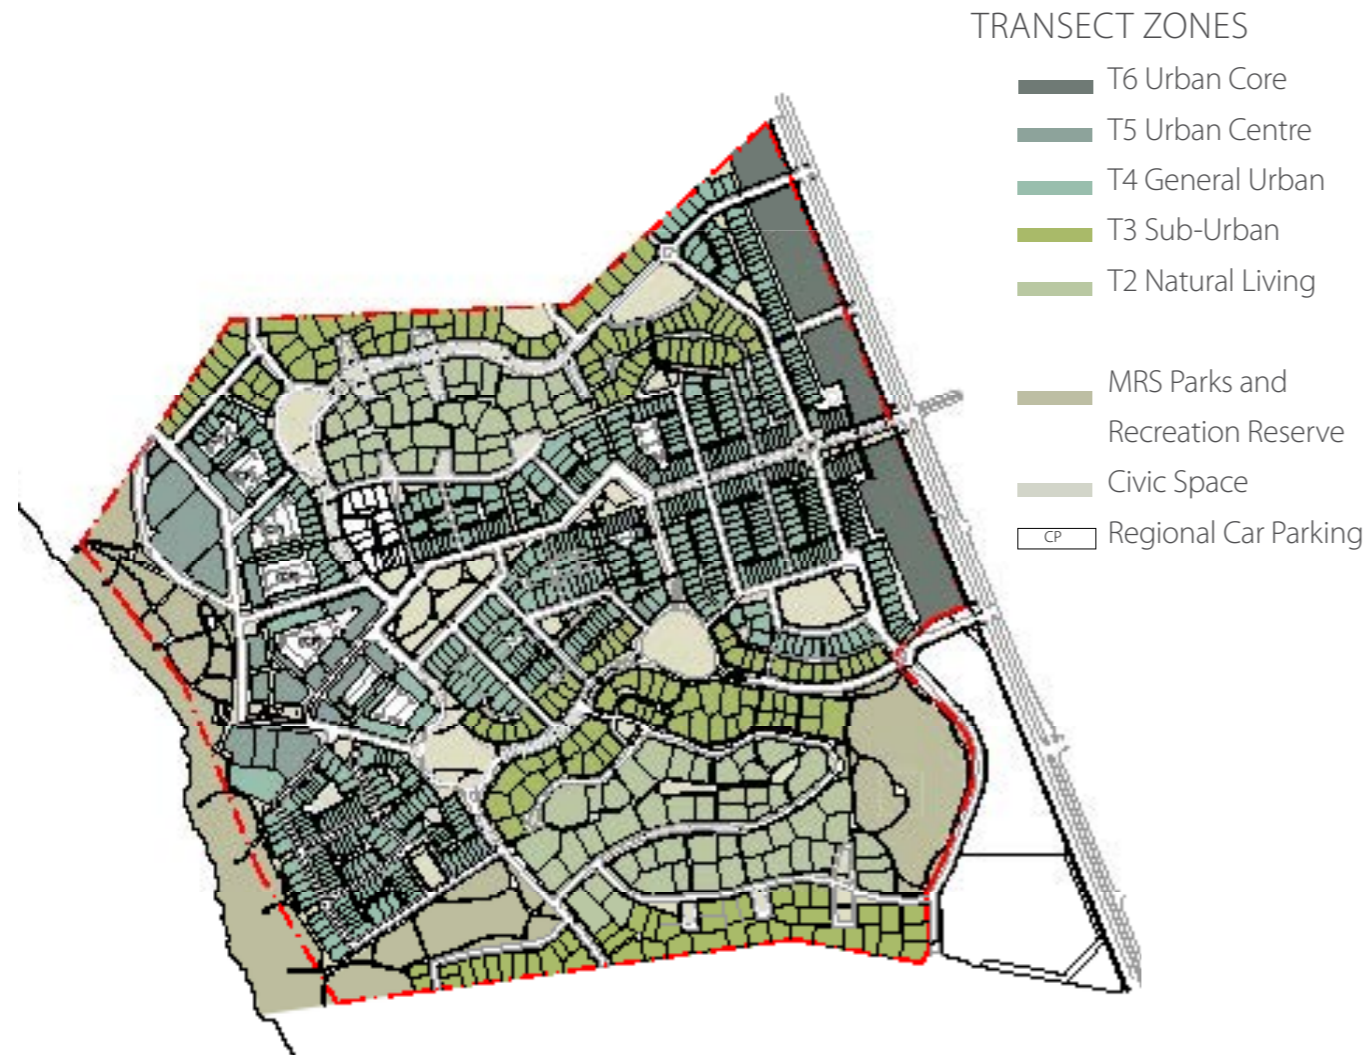 TRANSECT ZONES
T6 Urban Core
T5 Urban Centre
T4 General Urban
T3 Sub-Urban
T2 Natural Living
MRS Parks and
Recreation Reserve
Civic Space
CP Regional Car Parking
CP